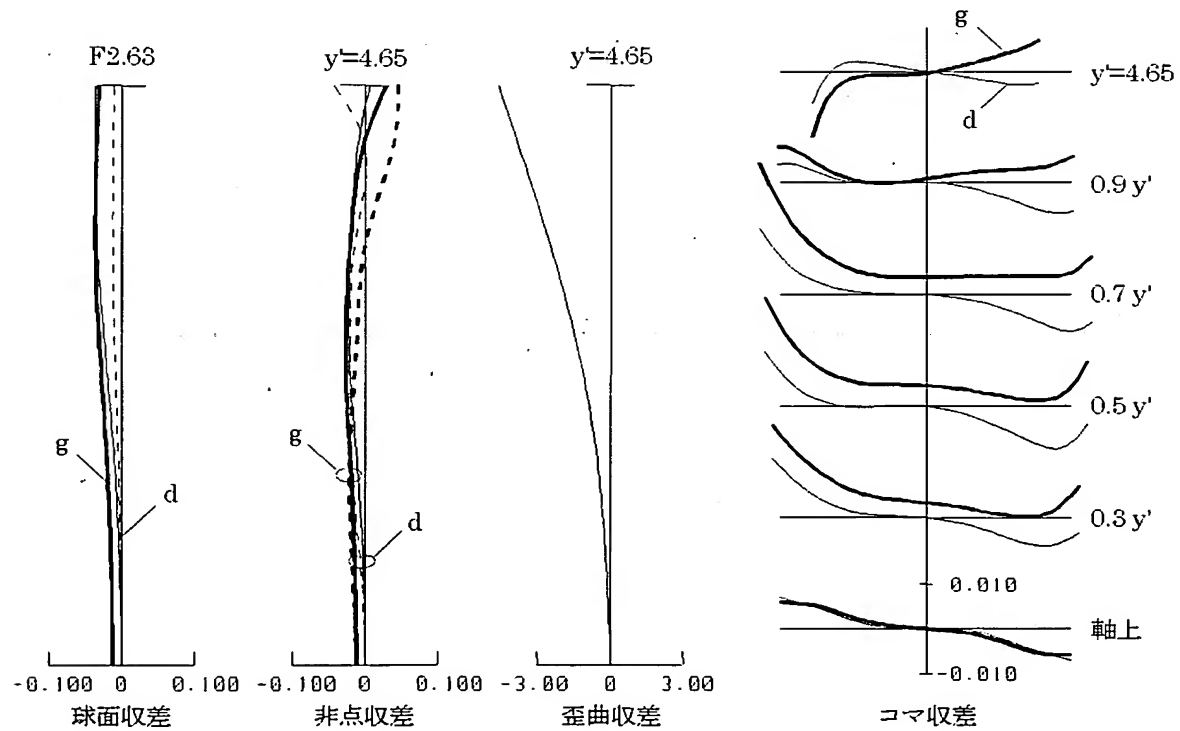 F2.63
g
d
-0.100 0 0.100
球面収差
y'=4.65
g
d
-0.100 0 0.100
非点収差
y'=4.65
-3.00 0 3.00
歪曲収差
g
y'=4.65
d
0.9 y'
0.7 y'
0.5 y'
0.3 y'
0.010
軸上
-0.010
コマ収差